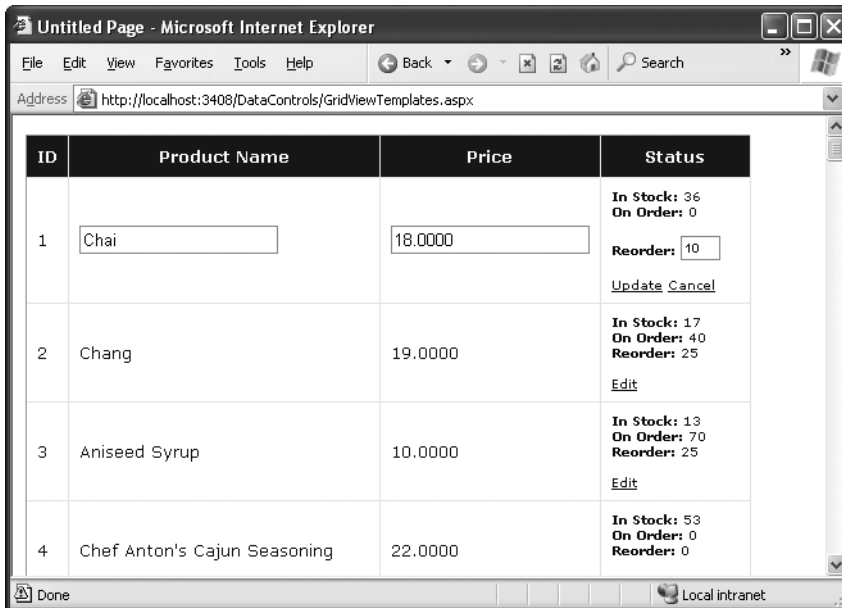 Untitled Page - Microsoft Internet Explorer
File Edit View Favorites Tools Help Back Search »
Address http://localhost:3408/DataControls/GridViewTemplates.aspx
ID Product Name Price Status
1 Chai 18.0000
In Stock: 36
On Order: 0
Reorder: 10
Update Cancel
2 Chang 19.0000
In Stock: 17
On Order: 40
Reorder: 25
Edit
3 Aniseed Syrup 10.0000
In Stock: 13
On Order: 70
Reorder: 25
Edit
4 Chef Anton's Cajun Seasoning 22.0000
In Stock: 53
On Order: 0
Reorder: 0
Done Local intranet